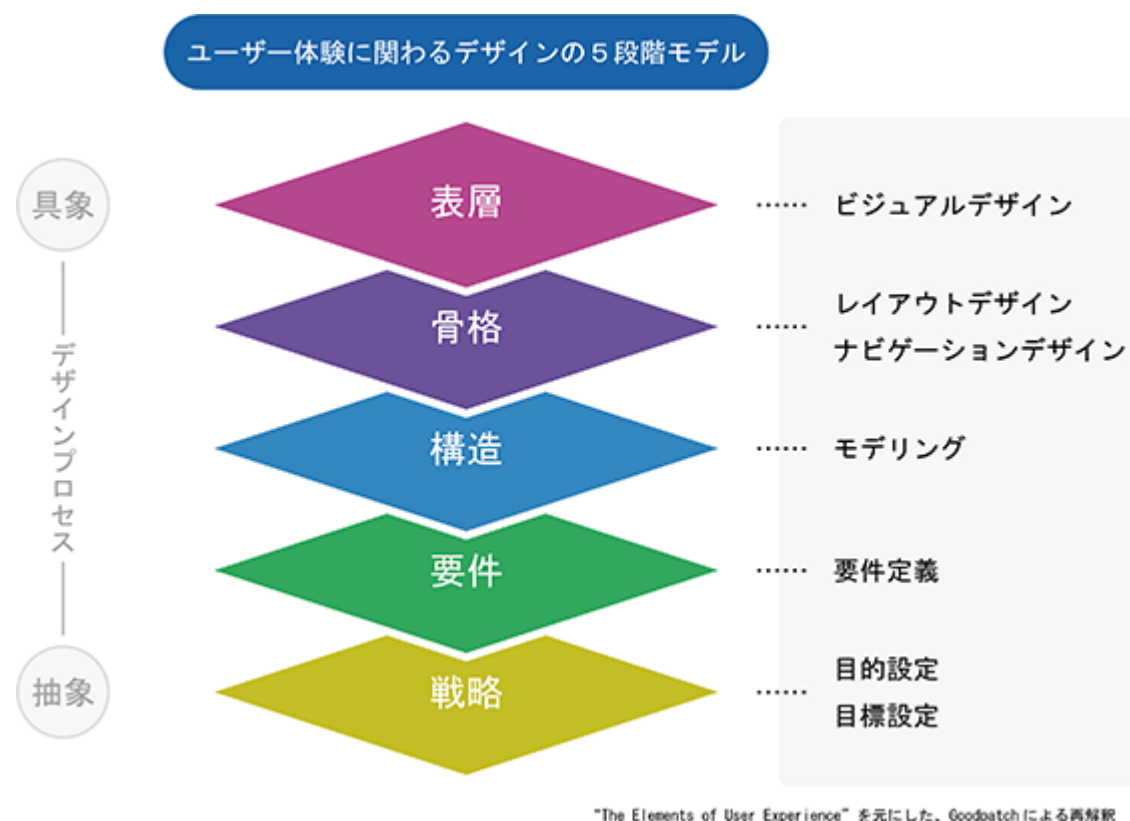 ユーザー体験に関わるデザインの５段階モデル
具象
デザインプロセス
抽象
表層
ビジュアルデザイン
骨格
レイアウトデザイン
ナビゲーションデザイン
構造
モデリング
要件
要件定義
戦略
目的設定
目標設定
"The Elements of User Experience" を元にした、Goodpatchによる再解釈